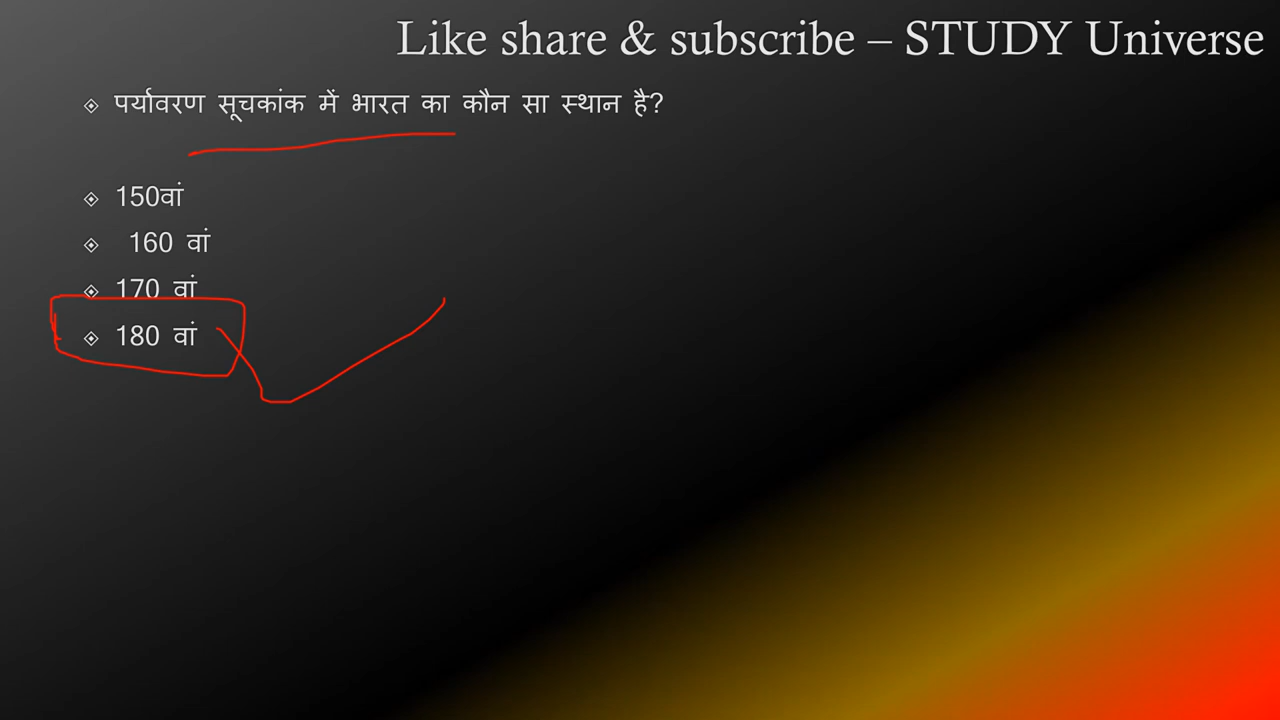 Like share & subscribe – STUDY Universe
पर्यावरण सूचकांक में भारत का कौन सा स्थान है?
150वां
160 वां
170 वां
180 वां